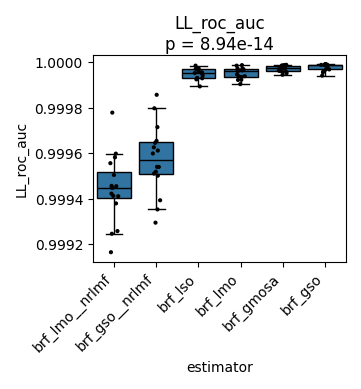 LL_roc_auc
p = 8.94e-14
LL_roc_auc
1.0000
0.9998
0.9996
0.9994
0.9992
brf_lmo__nrlmf
brf_gso__nrlmf
brf_lso
brf_lmo
brf_gmosa
brf_gso
estimator